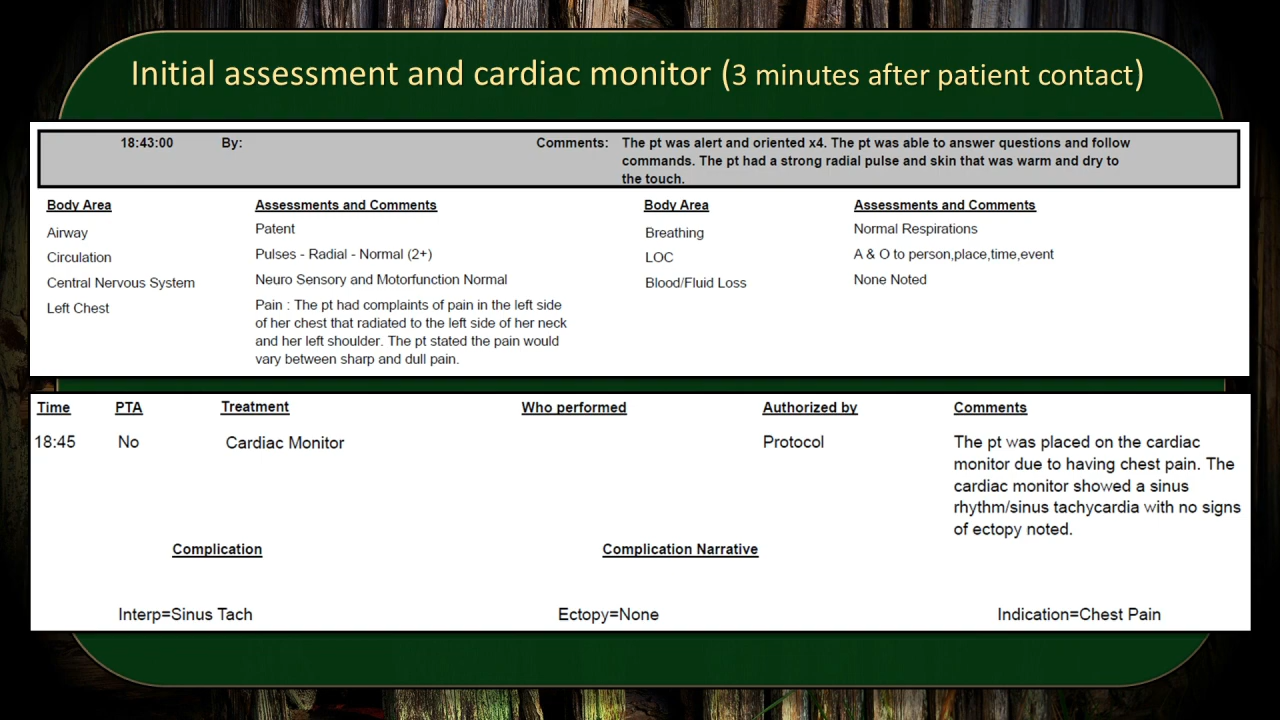 Initial assessment and cardiac monitor (3 minutes after patient contact)
18:43:00 By: Comments: The pt was alert and oriented x4. The pt was able to answer questions and follow
commands. The pt had a strong radial pulse and skin that was warm and dry to
the touch.
Body Area Assessments and Comments Body Area Assessments and Comments
Airway Patent Breathing Normal Respirations
Circulation Pulses - Radial - Normal (2+) LOC A & O to person,place,time,event
Central Nervous System Neuro Sensory and Motorfunction Normal Blood/Fluid Loss None Noted
Left Chest Pain : The pt had complaints of pain in the left side
of her chest that radiated to the left side of her neck
and her left shoulder. The pt stated the pain would
vary between sharp and dull pain.
Time PTA Treatment Who performed Authorized by Comments
18:45 No Cardiac Monitor Protocol The pt was placed on the cardiac
monitor due to having chest pain. The
cardiac monitor showed a sinus
rhythm/sinus tachycardia with no signs
of ectopy noted.
Complication Complication Narrative
Interp=Sinus Tach Ectopy=None Indication=Chest Pain